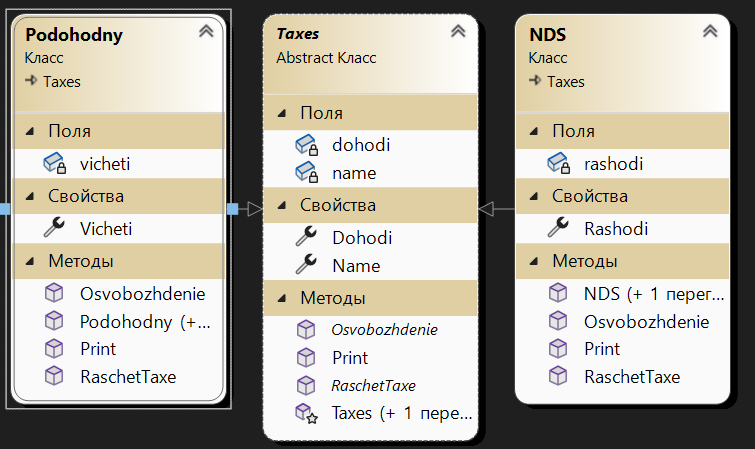 Podohodny
Класс
Taxes
Поля
vicheti
Свойства
Vicheti
Методы
Osvobozhdenie
Podohodny (+...
Print
RaschetTaxe
Taxes
Abstract Класс
Поля
dohodi
name
Свойства
Dohodi
Name
Методы
Osvobozhdenie
Print
RaschetTaxe
Taxes (+ 1 пере...
NDS
Класс
Taxes
Поля
rashodi
Свойства
Rashodi
Методы
NDS (+ 1 перег...
Osvobozhdenie
Print
RaschetTaxe